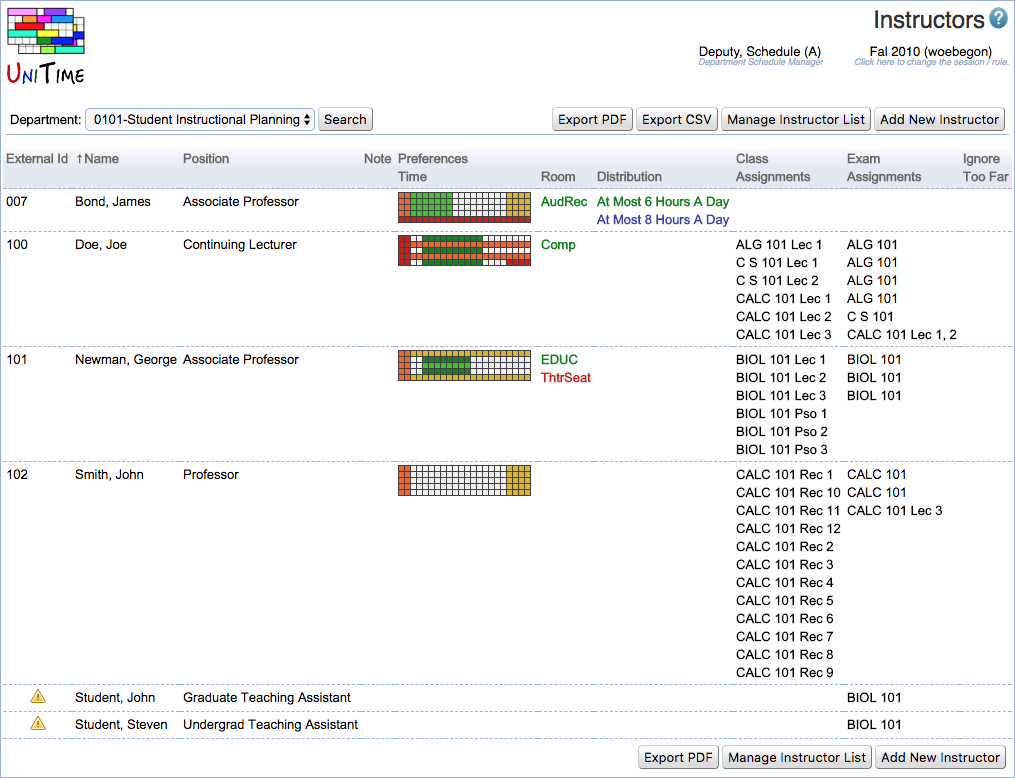 Instructors
UNITIME
Deputy, Schedule (A) Fal 2010 (woebegon)
Department Schedule Manager Click here to change the session / role.
Department: 0101-Student Instructional Planning Search Export PDF Export CSV Manage Instructor List Add New Instructor
External Id ↑Name Position Note Preferences Class Exam Ignore
Time Room Distribution Assignments Assignments Too Far
007 Bond, James Associate Professor AudRec At Most 6 Hours A Day
At Most 8 Hours A Day
100 Doe, Joe Continuing Lecturer Comp ALG 101 Lec 1 ALG 101
C S 101 Lec 1 ALG 101
C S 101 Lec 2 ALG 101
CALC 101 Lec 1 ALG 101
CALC 101 Lec 2 C S 101
CALC 101 Lec 3 CALC 101 Lec 1, 2
101 Newman, George Associate Professor EDUC BIOL 101 Lec 1 BIOL 101
ThtrSeat BIOL 101 Lec 2 BIOL 101
BIOL 101 Lec 3 BIOL 101
BIOL 101 Pso 1
BIOL 101 Pso 2
BIOL 101 Pso 3
102 Smith, John Professor CALC 101 Rec 1 CALC 101
CALC 101 Rec 10 CALC 101
CALC 101 Rec 11 CALC 101 Lec 3
CALC 101 Rec 12
CALC 101 Rec 2
CALC 101 Rec 3
CALC 101 Rec 4
CALC 101 Rec 5
CALC 101 Rec 6
CALC 101 Rec 7
CALC 101 Rec 8
CALC 101 Rec 9
Student, John Graduate Teaching Assistant BIOL 101
Student, Steven Undergrad Teaching Assistant BIOL 101
Export PDF Manage Instructor List Add New Instructor